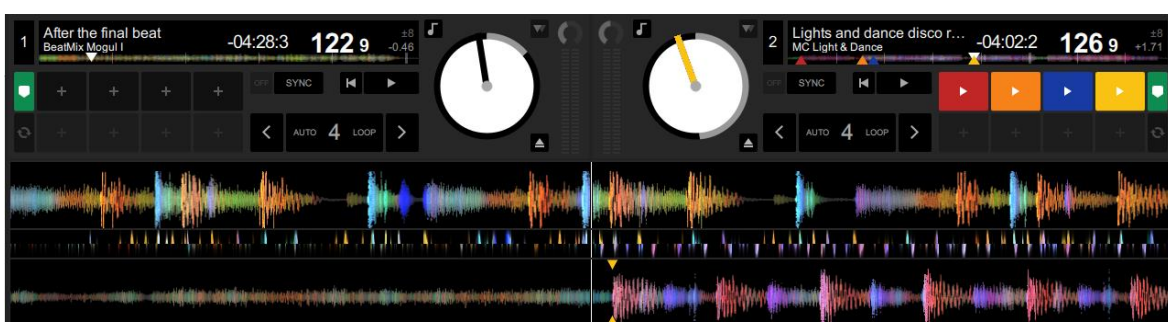 1
After the final beat
BeatMix Mogul I
-04:28:3
122 9
±8
-0.46
2
Lights and dance disco r...
MC Light & Dance
-04:02:2
126 9
±8
+1.71
OFF
SYNC
AUTO
4
LOOP
OFF
SYNC
AUTO
4
LOOP